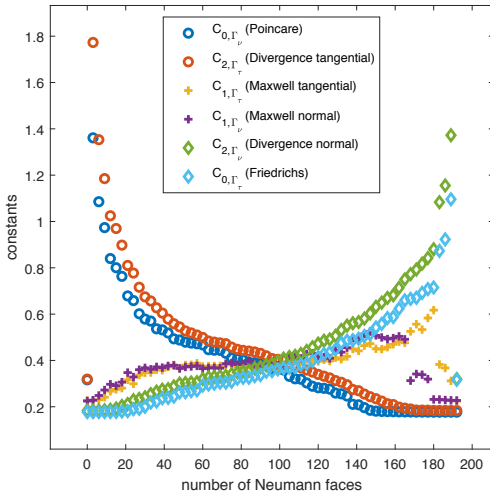 C0,Γν (Poincare)
C2,Γτ (Divergence tangential)
C1,Γτ (Maxwell tangential)
C1,Γν (Maxwell normal)
C2,Γν (Divergence normal)
C0,Γτ (Friedrichs)
1.8
1.6
1.4
1.2
1
0.8
0.6
0.4
0.2
constants
0 20 40 60 80 100 120 140 160 180 200
number of Neumann faces